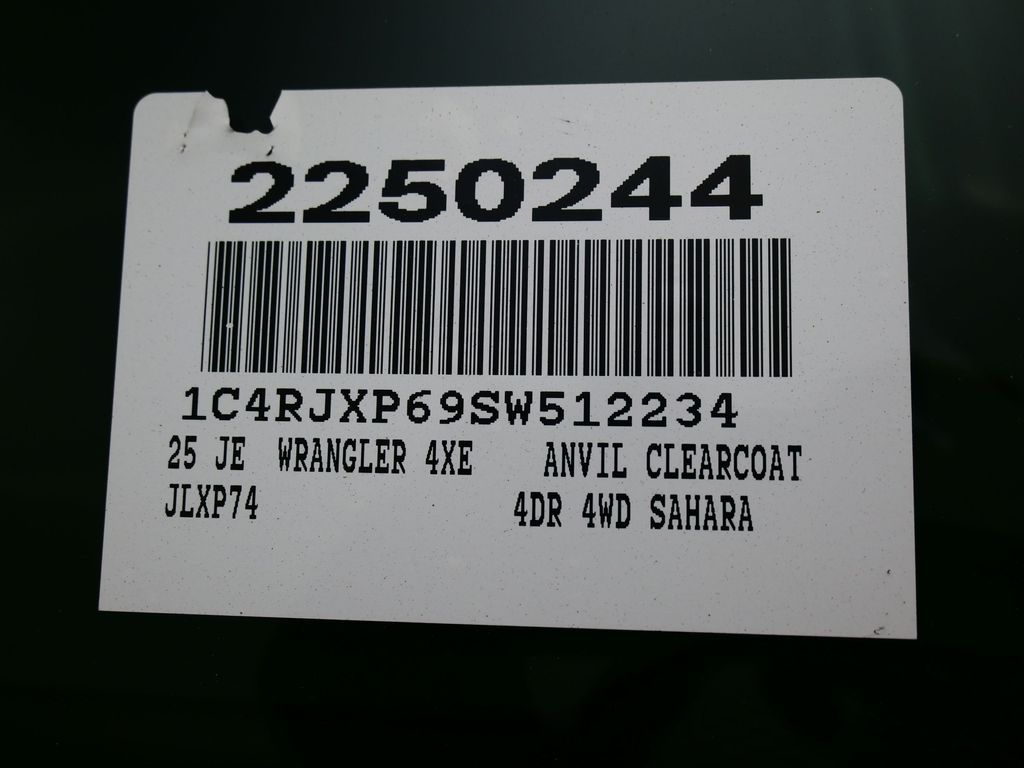 2250244
1C4RJXP69SW512234
25 JE WRANGLER 4XE ANVIL CLEARCOAT
JLXP74 4DR 4WD SAHARA